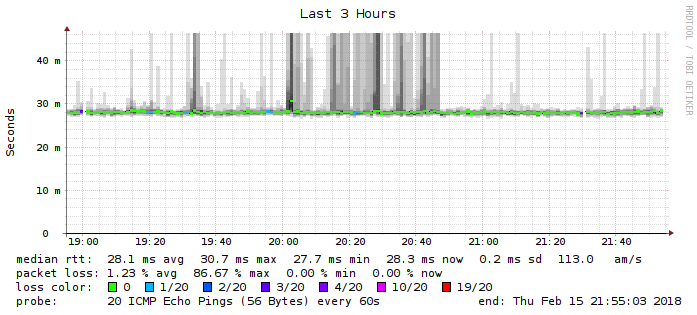 Last 3 Hours
RRDTOOL / TOBI OETIKER
Seconds
40 m
30 m
20 m
10 m
0
19:00 19:20 19:40 20:00 20:20 20:40 21:00 21:20 21:40
median rtt: 28.1 ms avg 30.7 ms max 27.7 ms min 28.3 ms now 0.2 ms sd 113.0 am/s
packet loss: 1.23 % avg 86.67 % max 0.00 % min 0.00 % now
loss color: 0 1/20 2/20 3/20 4/20 10/20 19/20
probe: 20 ICMP Echo Pings (56 Bytes) every 60s end: Thu Feb 15 21:55:03 2018